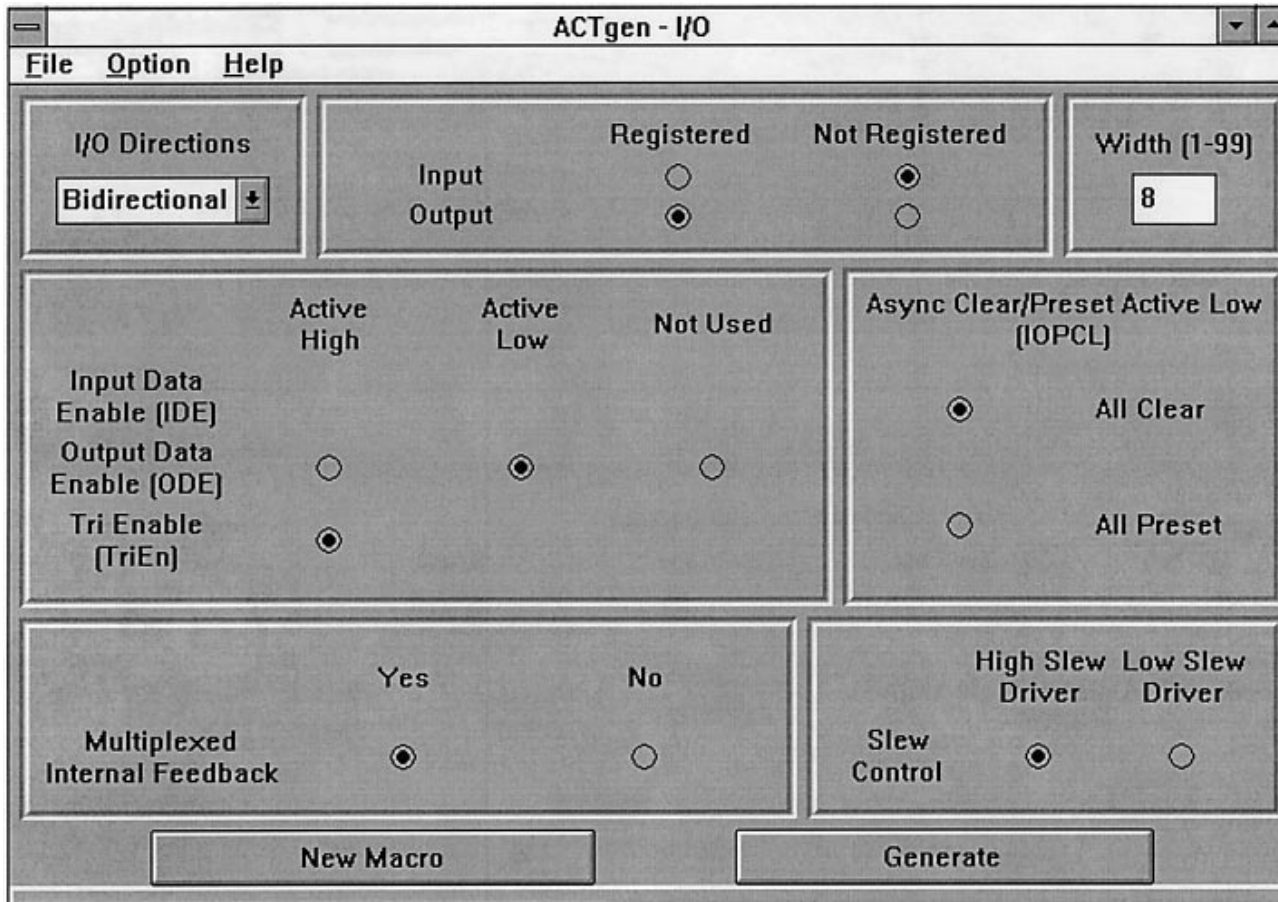 ACTgen - I/O
File Option Help
I/O Directions
Bidirectional
Registered Not Registered
Input
Output
Width (1-99)
8
Active High
Active Low
Not Used
Input Data
Enable (IDE)
Output Data
Enable (ODE)
Tri Enable
(TriEn)
Async Clear/Preset Active Low
(IOPCL)
All Clear
All Preset
Yes No
Multiplexed
Internal Feedback
High Slew Driver
Low Slew Driver
Slew
Control
New Macro
Generate